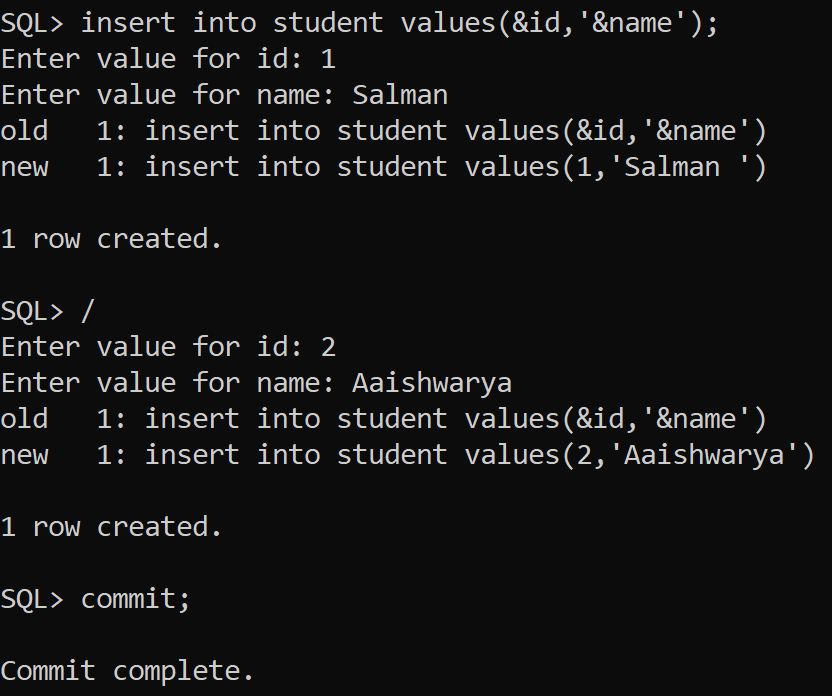 SQL> insert into student values(&id,'&name');
Enter value for id: 1
Enter value for name: Salman
old   1: insert into student values(&id,'&name')
new   1: insert into student values(1,'Salman ')
1 row created.
SQL> /
Enter value for id: 2
Enter value for name: Aaishwarya
old   1: insert into student values(&id,'&name')
new   1: insert into student values(2,'Aaishwarya')
1 row created.
SQL> commit;
Commit complete.